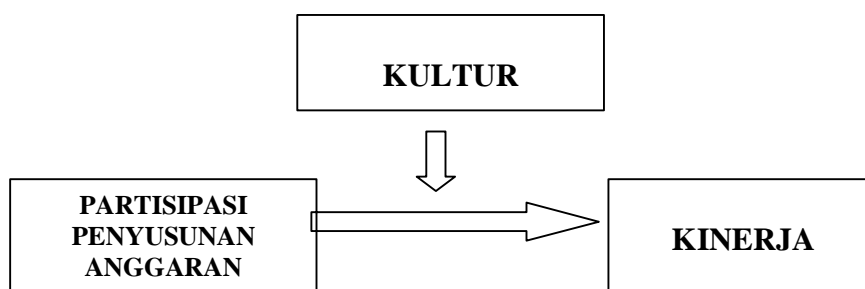 KULTUR
PARTISIPASI
PENYUSUNAN
ANGGARAN
KINERJA